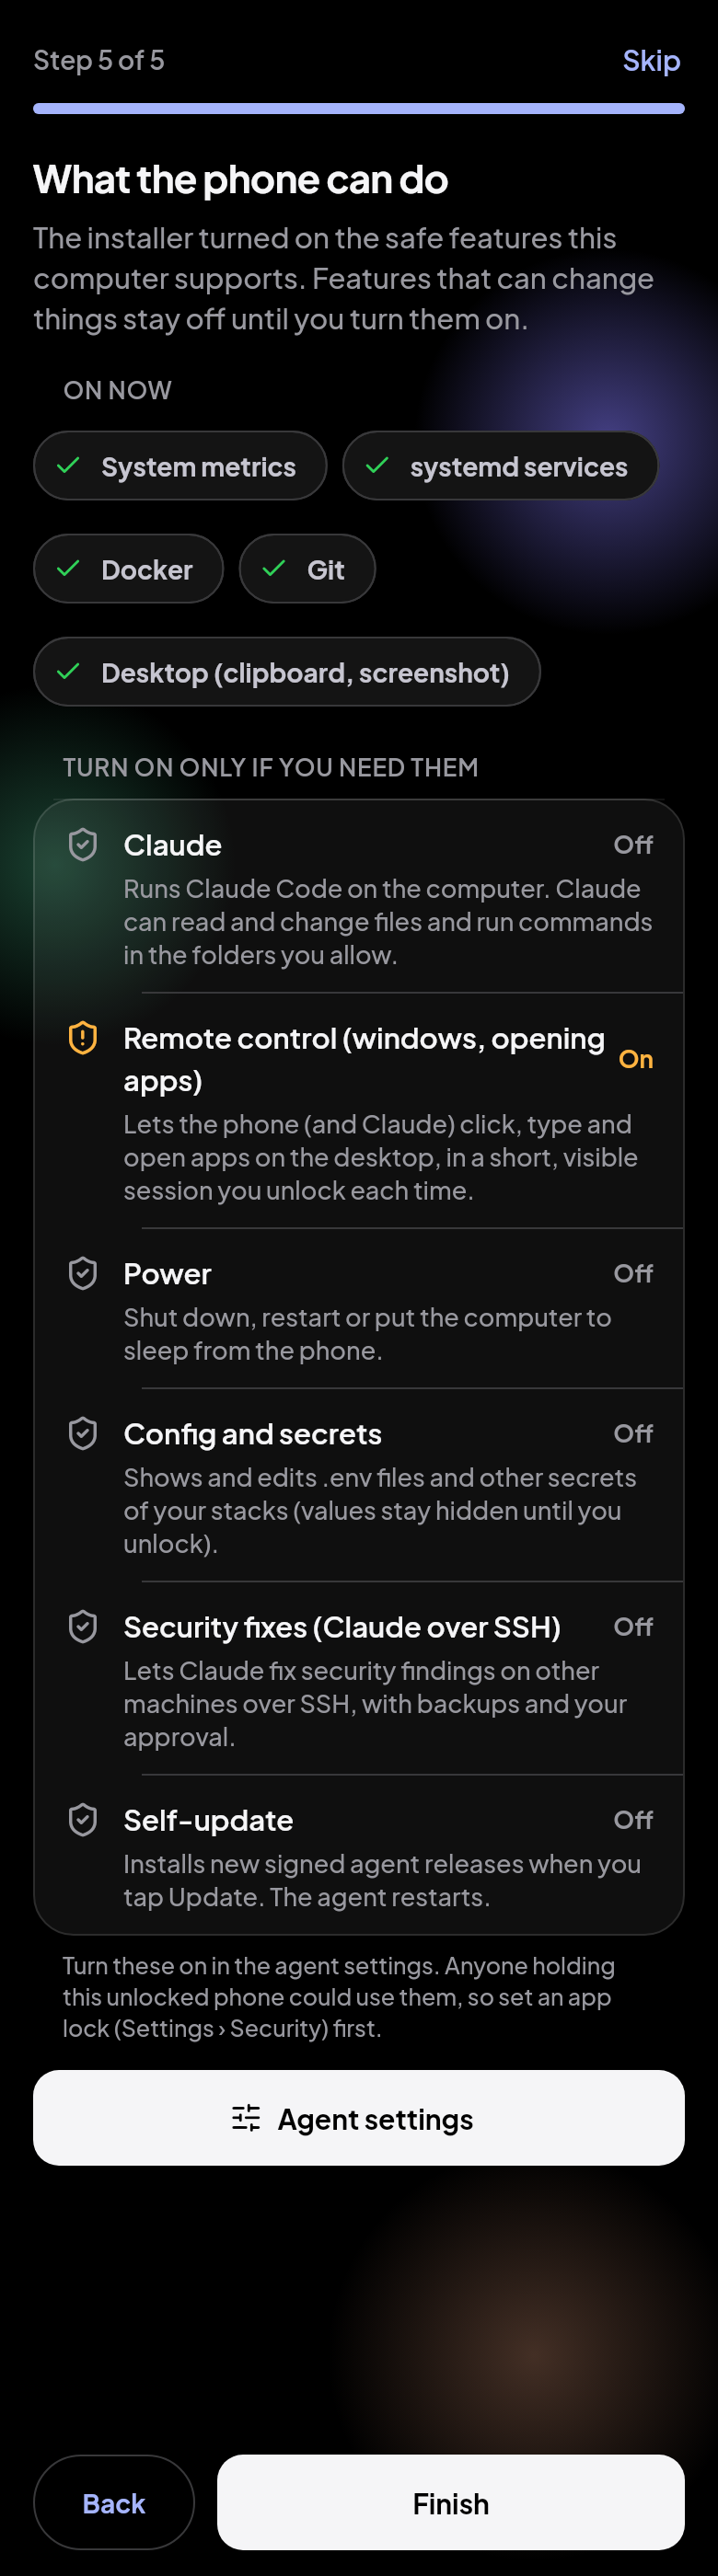 Step 5 of 5
Skip
What the phone can do
The installer turned on the safe features this
computer supports. Features that can change
things stay off until you turn them on.
ON NOW
System metrics
systemd services
Docker
Git
Desktop (clipboard, screenshot)
TURN ON ONLY IF YOU NEED THEM
Claude
Off
Runs Claude Code on the computer. Claude
can read and change files and run commands
in the folders you allow.
Remote control (windows, opening
apps)
On
Lets the phone (and Claude) click, type and
open apps on the desktop, in a short, visible
session you unlock each time.
Power
Off
Shut down, restart or put the computer to
sleep from the phone.
Config and secrets
Off
Shows and edits .env files and other secrets
of your stacks (values stay hidden until you
unlock).
Security fixes (Claude over SSH)
Off
Lets Claude fix security findings on other
machines over SSH, with backups and your
approval.
Self-update
Off
Installs new signed agent releases when you
tap Update. The agent restarts.
Turn these on in the agent settings. Anyone holding
this unlocked phone could use them, so set an app
lock (Settings › Security) first.
Agent settings
Back
Finish